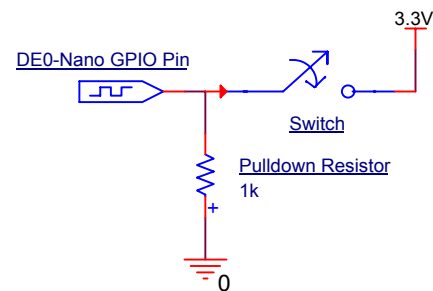 3.3V
DE0-Nano GPIO Pin
Switch
Pulldown Resistor
1k
+
0